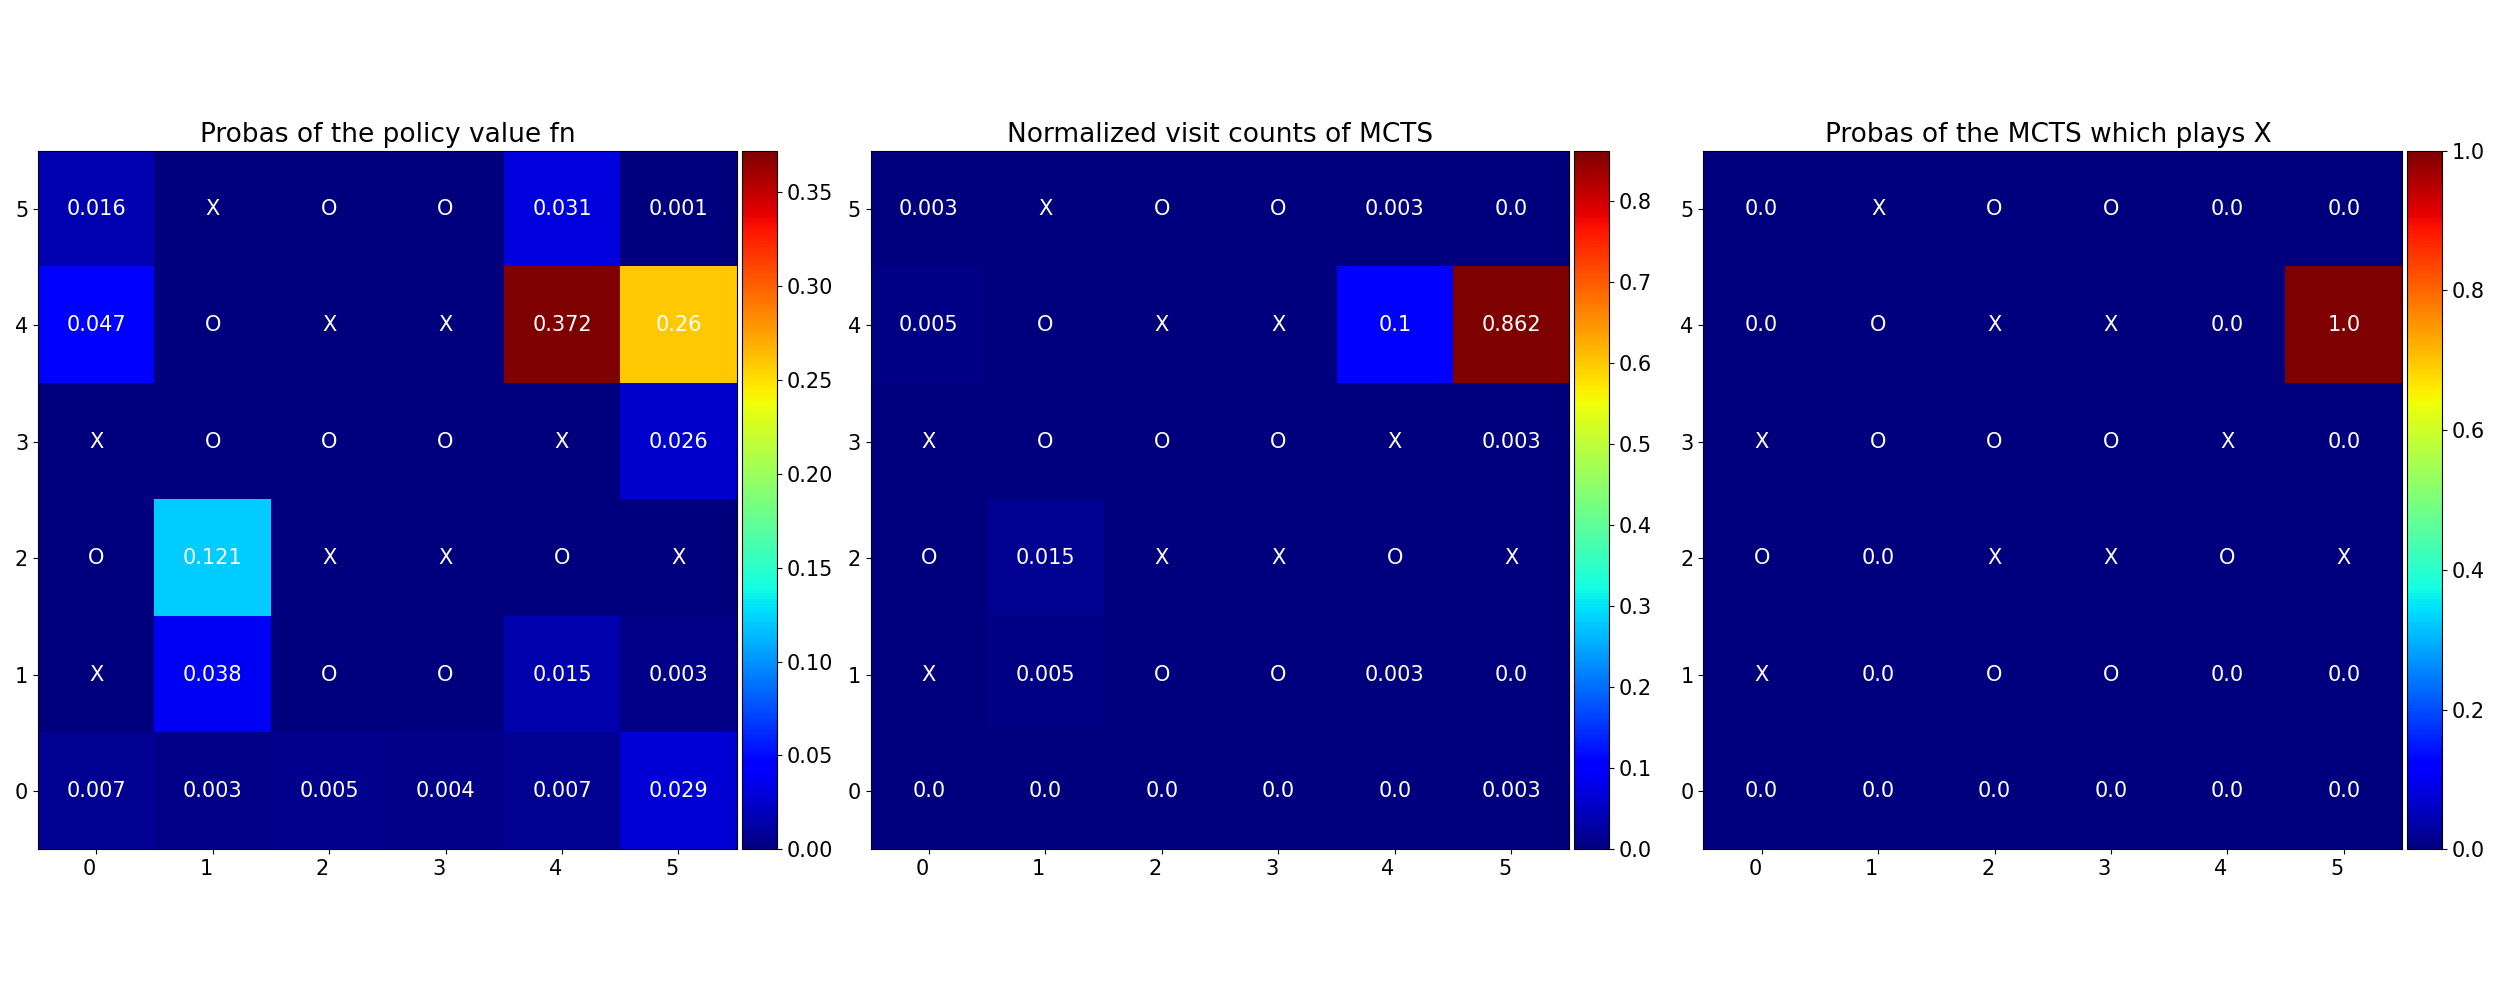 Probas of the policy value fn
5 0.016 X O O 0.031 0.001
4 0.047 O X X 0.372 0.26
3 X O O O X 0.026
2 O 0.121 X X O X
1 X 0.038 O O 0.015 0.003
0 0.007 0.003 0.005 0.004 0.007 0.029
0 1 2 3 4 5
0.35
0.30
0.25
0.20
0.15
0.10
0.05
0.00
Normalized visit counts of MCTS
5 0.003 X O O 0.003 0.0
4 0.005 O X X 0.1 0.862
3 X O O O X 0.003
2 O 0.015 X X O X
1 X 0.005 O O 0.003 0.0
0 0.0 0.0 0.0 0.0 0.0 0.003
0 1 2 3 4 5
0.8
0.7
0.6
0.5
0.4
0.3
0.2
0.1
0.0
Probas of the MCTS which plays X
5 0.0 X O O 0.0 0.0
4 0.0 O X X 0.0 1.0
3 X O O O X 0.0
2 O 0.0 X X O X
1 X 0.0 O O 0.0 0.0
0 0.0 0.0 0.0 0.0 0.0 0.0
0 1 2 3 4 5
1.0
0.8
0.6
0.4
0.2
0.0